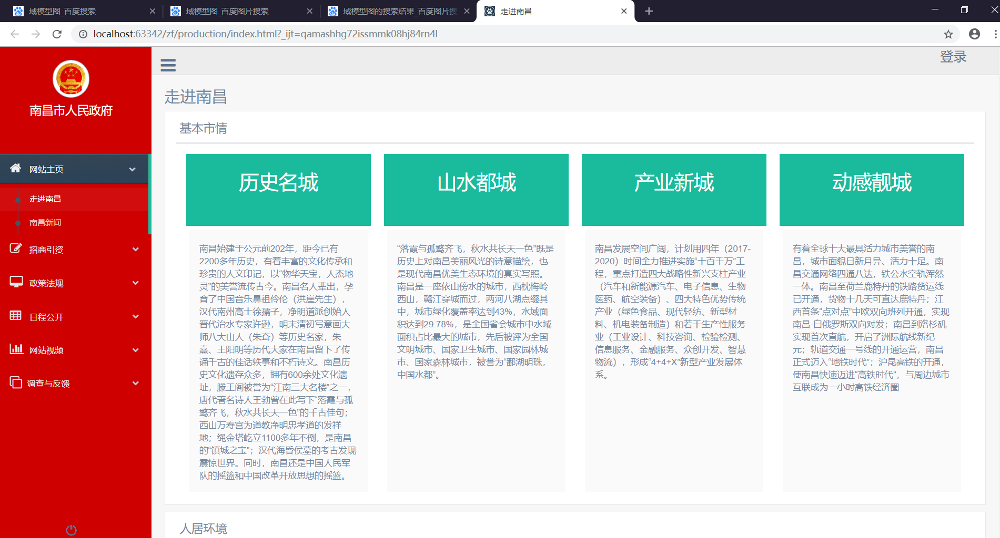 域模型图_百度搜索
域模型图_百度图片搜索
域模型图的搜索结果_百度图片搜
走进南昌
localhost:63342/zf/production/index.html?_ijt=qamashhg72issmmk08hj84rn4l
登录
南昌市人民政府
网站主页
走进南昌
南昌新闻
招商引资
政策法规
日程公开
网站视频
调查与反馈
走进南昌
基本市情
历史名城
南昌始建于公元前202年，距今已有
2200多年历史，有着丰富的文化传承和
珍贵的人文印记，以“物华天宝，人杰地
灵”的美誉流传古今。南昌名人辈出，孕
育了中国音乐鼻祖伶伦（洪崖先生），
汉代南州高士徐孺子，净明道派创始人
晋代治水专家许逊，明末清初写意画大
师八大山人（朱耷）等历史名家，朱
熹、王阳明等历代大家在南昌留下了传
诵千古的佳话轶事和不朽诗文。南昌历
史文化遗存众多，拥有600余处文化遗
址，滕王阁被誉为“江南三大名楼”之一，
唐代著名诗人王勃曾在此写下“落霞与孤
鹜齐飞，秋水共长天一色”的千古佳句；
西山万寿宫为道教净明忠孝道的发祥
地；绳金塔屹立1100多年不倒，是南昌
的“镇城之宝”；汉代海昏侯墓的考古发现
震惊世界。同时，南昌还是中国人民军
队的摇篮和中国改革开放思想的摇篮。
山水都城
“落霞与孤鹜齐飞，秋水共长天一色”既是
历史上对南昌美丽风光的诗意描绘，也
是现代南昌优美生态环境的真实写照。
南昌是一座依山傍水的城市，西枕梅岭
西山，赣江穿城而过，两河八湖点缀其
中，城市绿化覆盖率达到43%，水域面
积达到29.78%，是全国省会城市中水域
面积占比最大的城市，先后被评为全国
文明城市、国家卫生城市、国家园林城
市、国家森林城市，被誉为“鄱湖明珠，
中国水都”。
产业新城
南昌发展空间广阔，计划用四年（2017-
2020）时间全力推进实施“十百千万”工
程，重点打造四大战略性新兴支柱产业
（汽车和新能源汽车、电子信息、生物
医药、航空装备）、四大特色优势传统
产业（绿色食品、现代轻纺、新型材
料、机电装备制造）和若干生产性服务
业（工业设计、科技咨询、检验检测、
信息服务、金融服务、众创开发、智慧
物流），形成“4+4+X”新型产业发展体
系。
动感靓城
有着全球十大最具活力城市美誉的南
昌，城市面貌日新月异、活力十足。南
昌交通网络四通八达，铁公水空轨浑然
一体。南昌至荷兰鹿特丹的铁路货运线
已开通，货物十几天可直达鹿特丹；江
西首条“点对点”中欧双向班列开通，实现
南昌-白俄罗斯双向对发；南昌到洛杉矶
实现首次直航，开启了洲际航线新纪
元；轨道交通一号线的开通运营，南昌
正式迈入“地铁时代”；沪昆高铁的开通，
使南昌快速迈进“高铁时代”，与周边城市
互联成为一小时高铁经济圈
人居环境